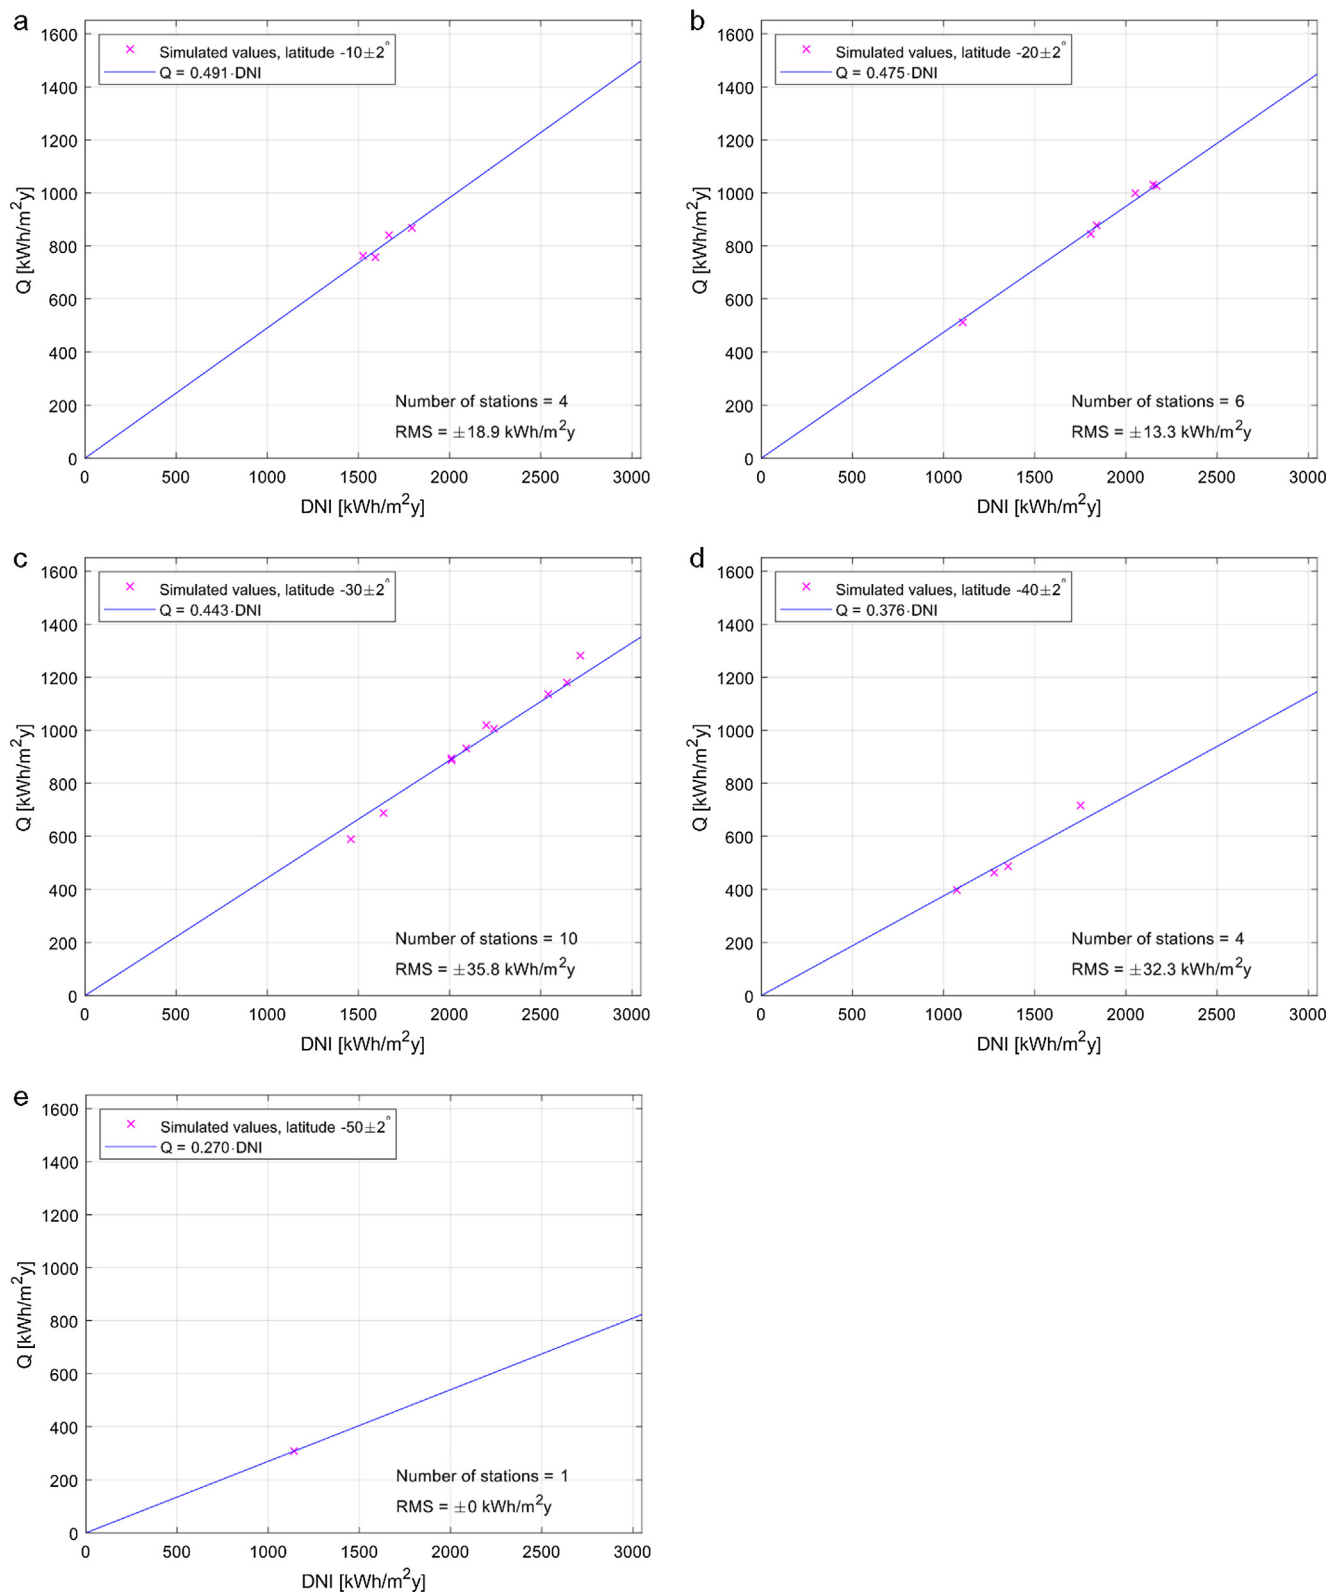 a
1600
1400
1200
1000
800
600
400
200
0
Q [kWh/m²y]
Simulated values, latitude -10±2°
Q = 0.491·DNI
Number of stations = 4
RMS = ±18.9 kWh/m²y
0 500 1000 1500 2000 2500 3000
DNI [kWh/m²y]
b
1600
1400
1200
1000
800
600
400
200
0
Q [kWh/m²y]
Simulated values, latitude -20±2°
Q = 0.475·DNI
Number of stations = 6
RMS = ±13.3 kWh/m²y
0 500 1000 1500 2000 2500 3000
DNI [kWh/m²y]
c
1600
1400
1200
1000
800
600
400
200
0
Q [kWh/m²y]
Simulated values, latitude -30±2°
Q = 0.443·DNI
Number of stations = 10
RMS = ±35.8 kWh/m²y
0 500 1000 1500 2000 2500 3000
DNI [kWh/m²y]
d
1600
1400
1200
1000
800
600
400
200
0
Q [kWh/m²y]
Simulated values, latitude -40±2°
Q = 0.376·DNI
Number of stations = 4
RMS = ±32.3 kWh/m²y
0 500 1000 1500 2000 2500 3000
DNI [kWh/m²y]
e
1600
1400
1200
1000
800
600
400
200
0
Q [kWh/m²y]
Simulated values, latitude -50±2°
Q = 0.270·DNI
Number of stations = 1
RMS = ±0 kWh/m²y
0 500 1000 1500 2000 2500 3000
DNI [kWh/m²y]